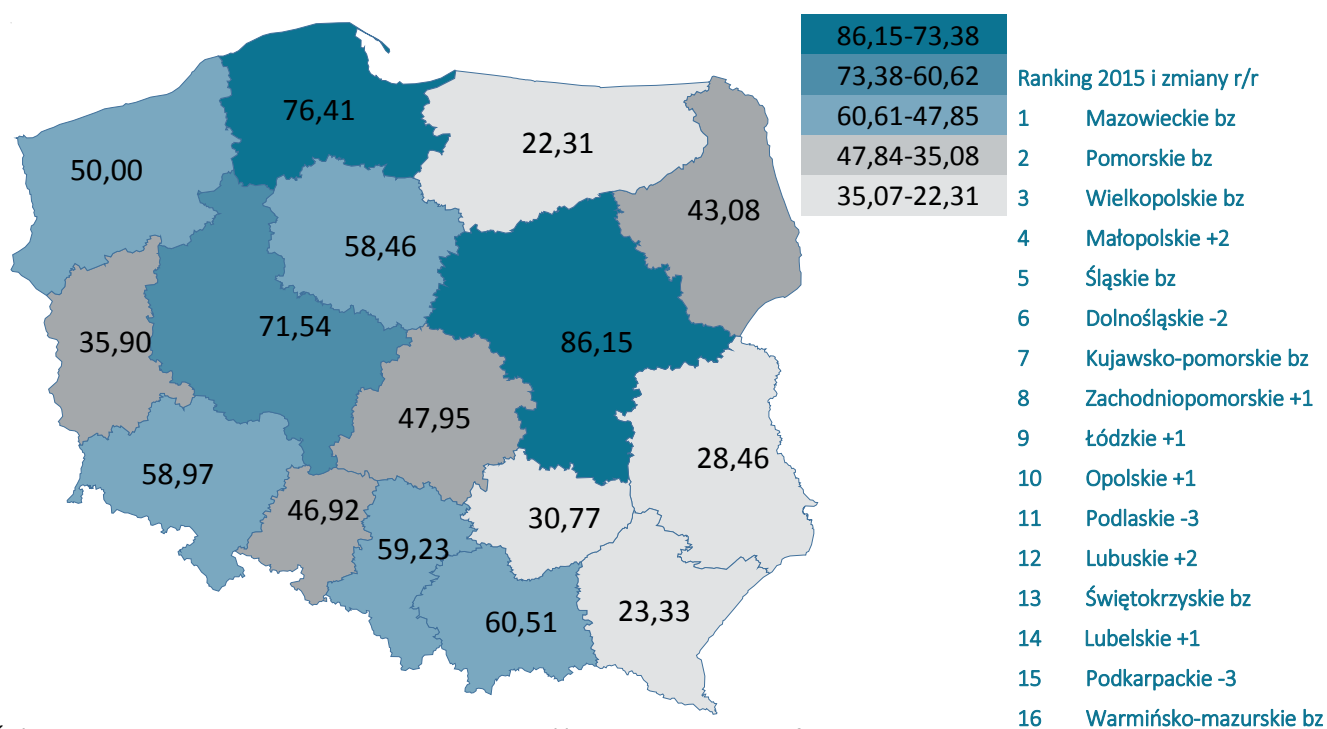 76,41
50,00
22,31
43,08
58,46
71,54
35,90
86,15
47,95
28,46
58,97
46,92
30,77
59,23
60,51
23,33
86,15-73,38
73,38-60,62
60,61-47,85
47,84-35,08
35,07-22,31
Ranking 2015 i zmiany r/r
1 Mazowieckie bz
2 Pomorskie bz
3 Wielkopolskie bz
4 Małopolskie +2
5 Śląskie bz
6 Dolnośląskie -2
7 Kujawsko-pomorskie bz
8 Zachodniopomorskie +1
9 Łódzkie +1
10 Opolskie +1
11 Podlaskie -3
12 Lubuskie +2
13 Świętokrzyskie bz
14 Lubelskie +1
15 Podkarpackie -3
16 Warmińsko-mazurskie bz